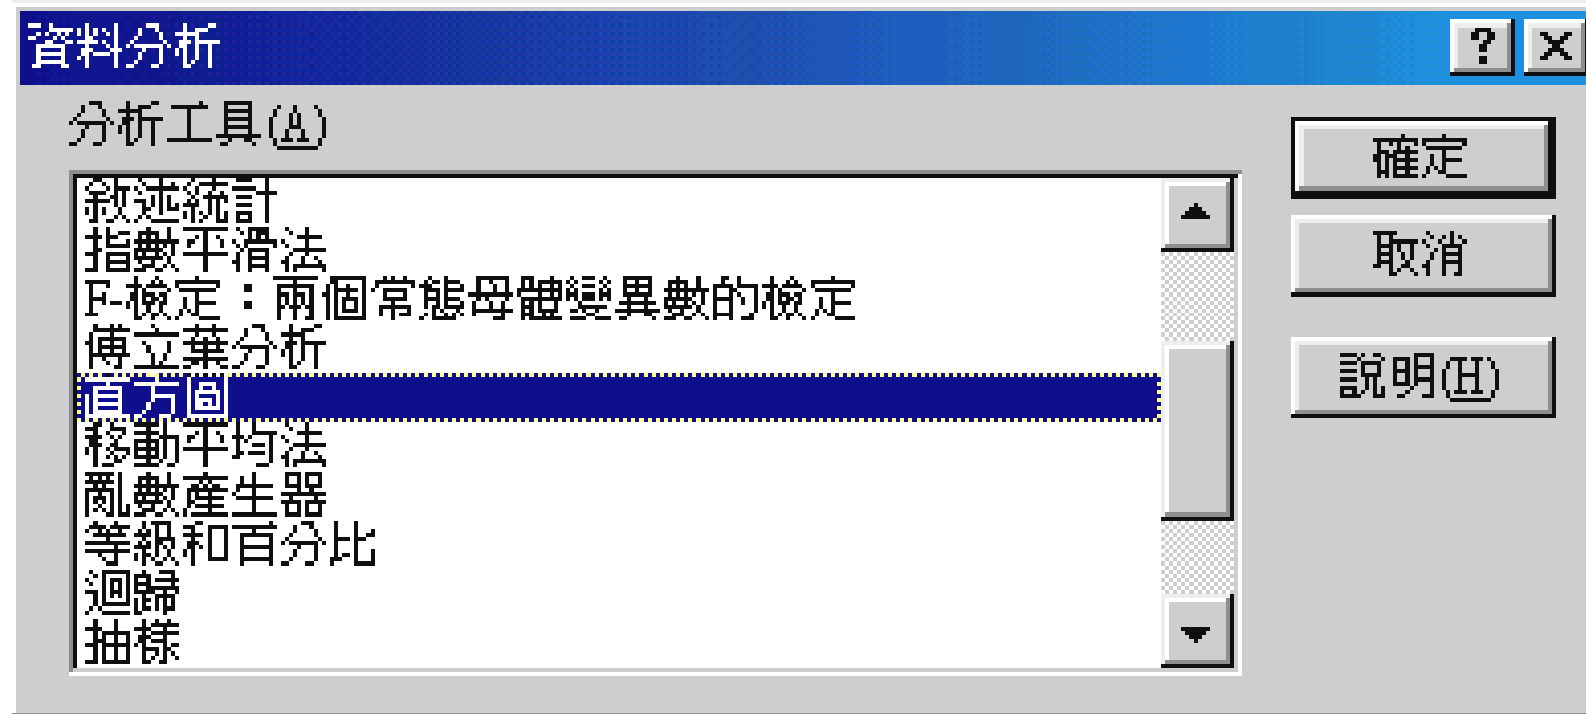 資料分析
分析工具(A)
敘述統計
指數平滑法
F-檢定：兩個常態母體變異數的檢定
傅立葉分析
直方圖
移動平均法
亂數產生器
等級和百分比
迴歸
抽樣
確定
取消
說明(H)